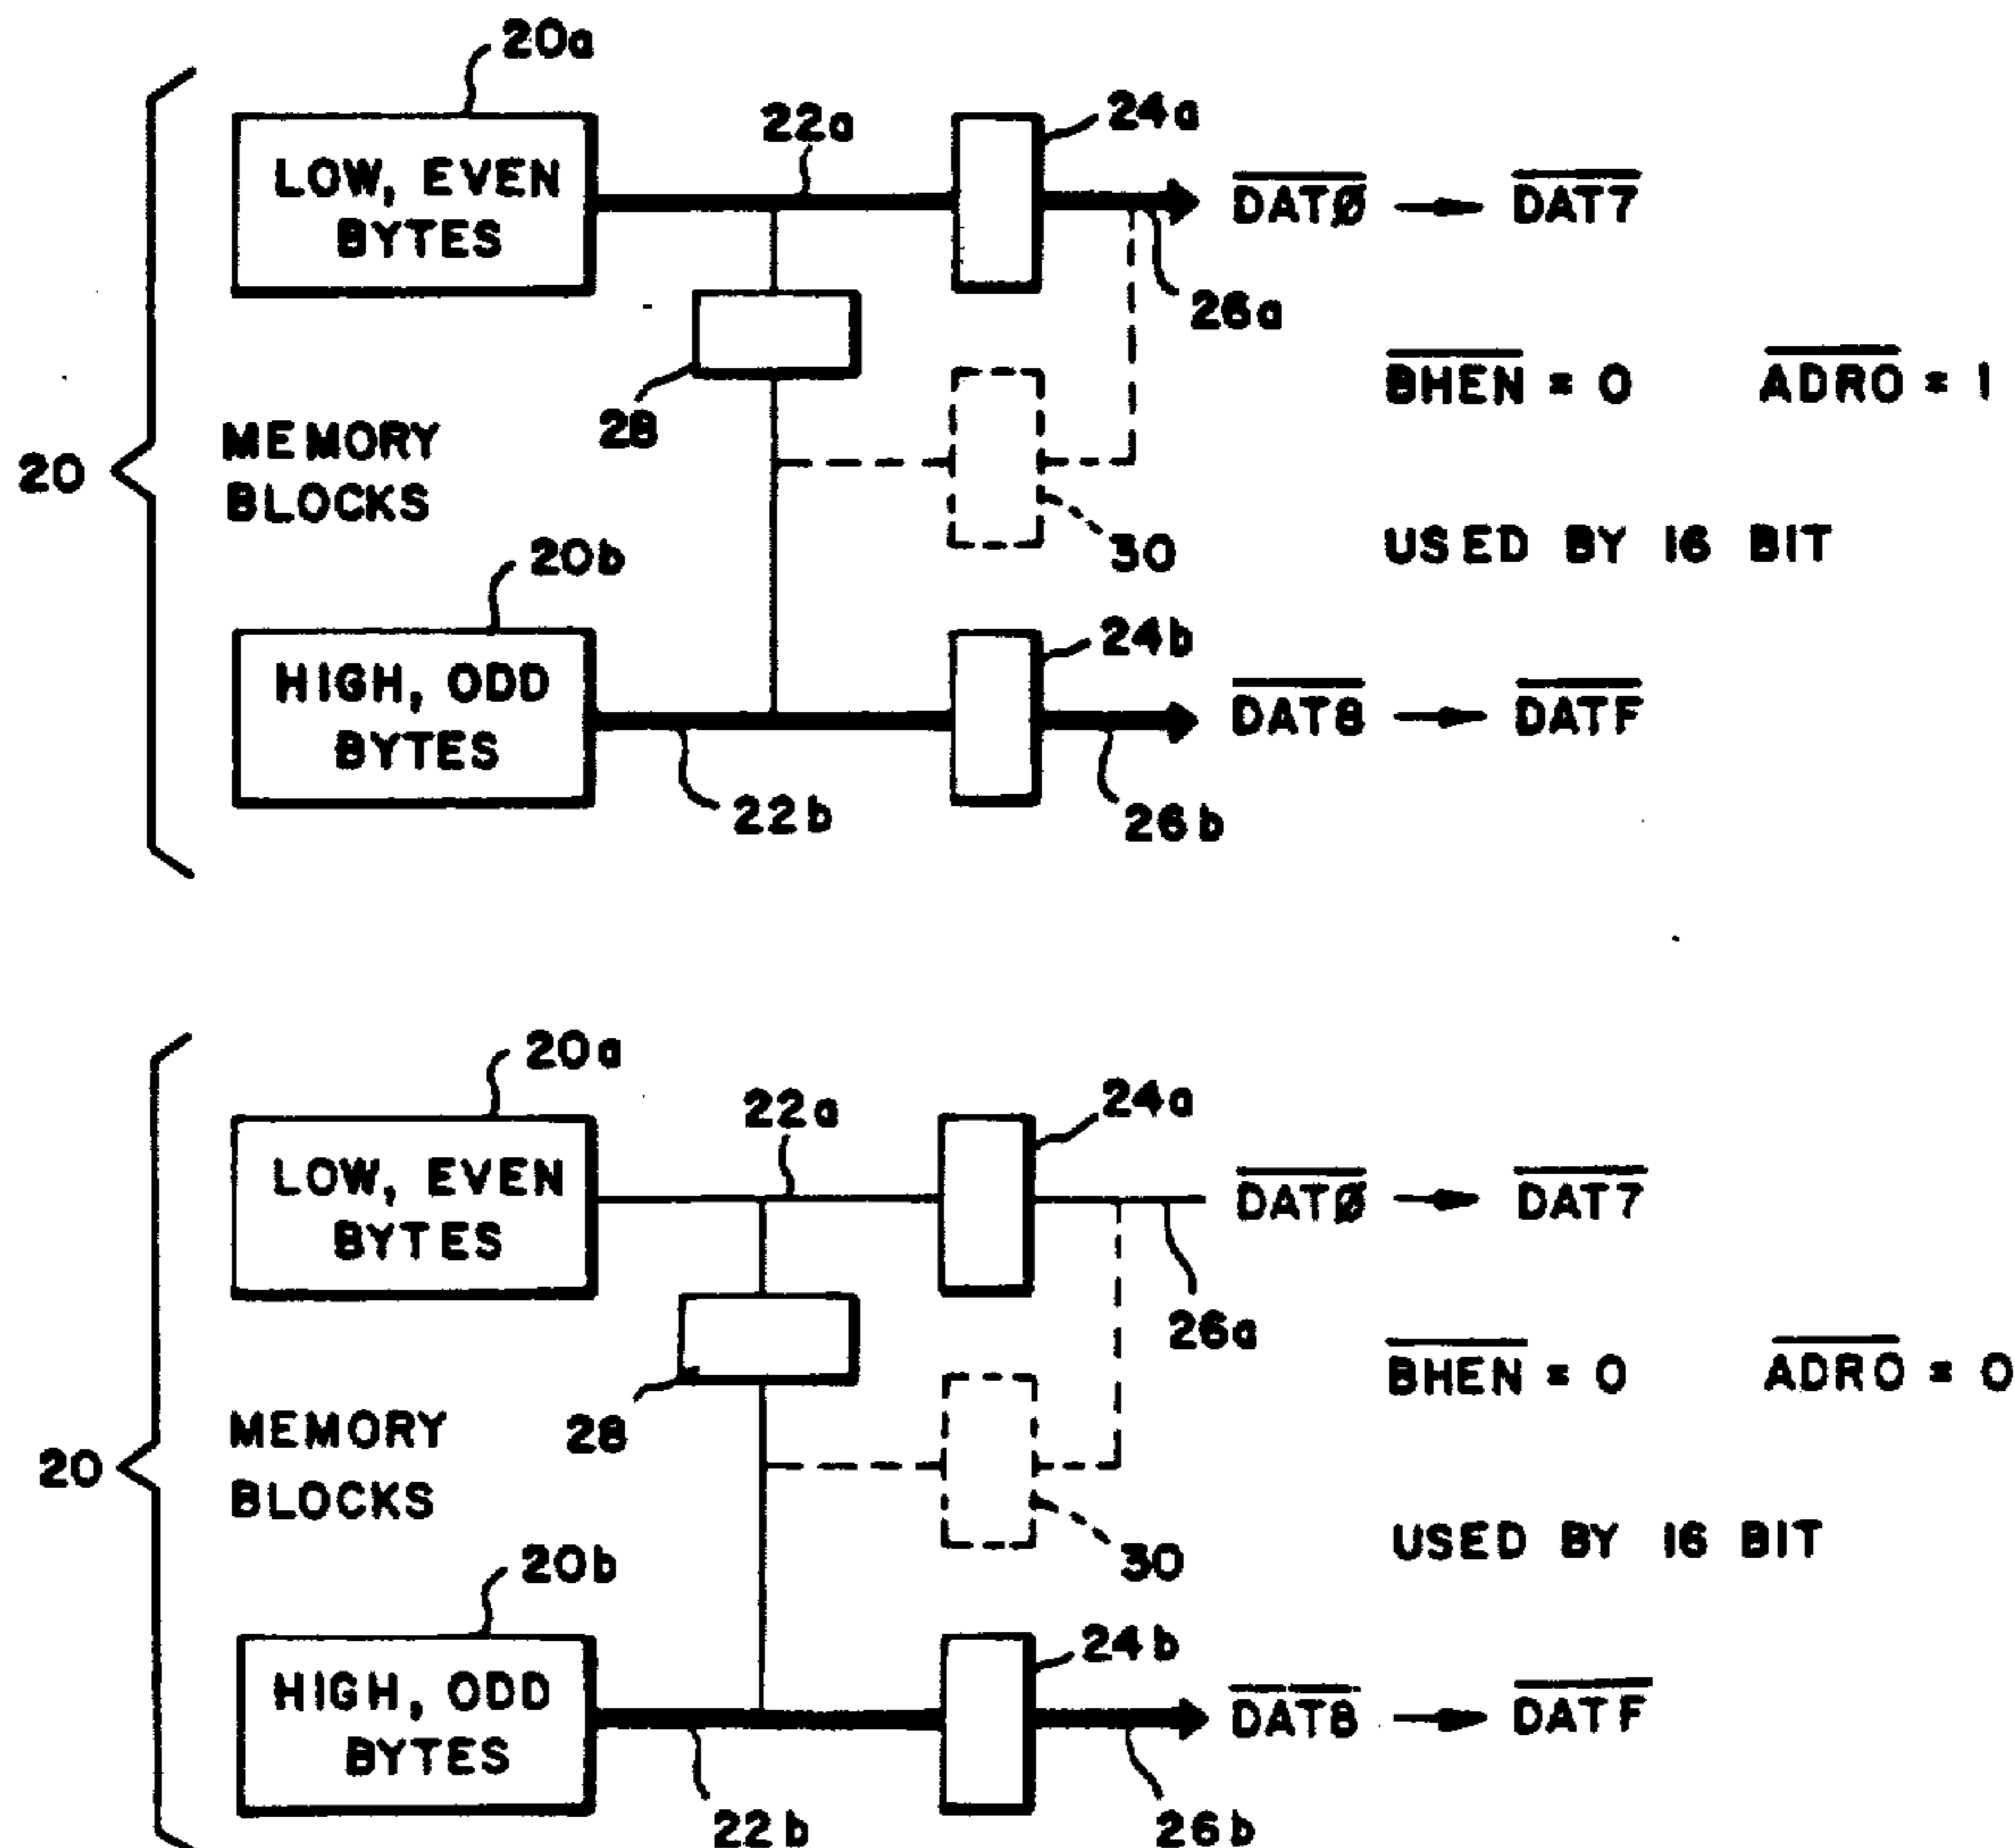 20a
22a
24a
LOW, EVEN
BYTES
DATØ → DAT7
26a
28
BHEN = 0 ADRO = 1
20
MEMORY
BLOCKS
30
USED BY 16 BIT
20b
24b
HIGH, ODD
BYTES
DAT8 → DATF
22b
26b
20a
22a
24a
LOW, EVEN
BYTES
DATØ → DAT7
26a
28
BHEN = 0 ADRO = 0
20
MEMORY
BLOCKS
30
USED BY 16 BIT
20b
24b
HIGH, ODD
BYTES
DAT8 → DATF
22b
26b